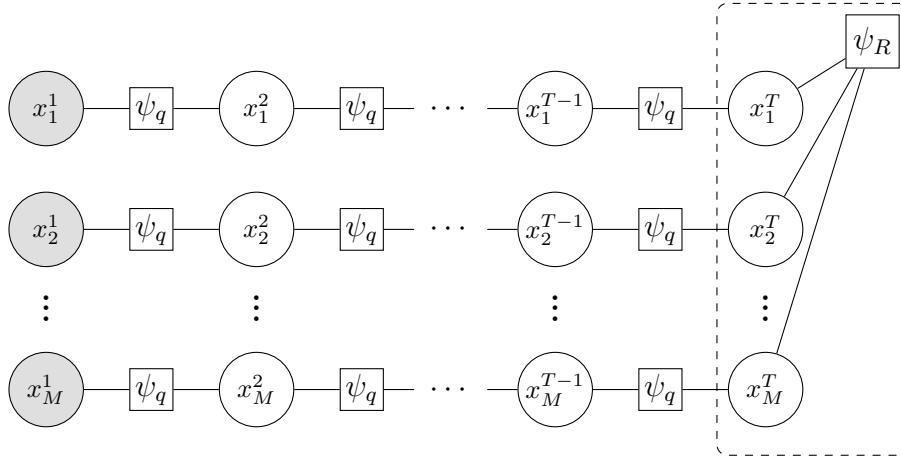 ψ_R
x_1^1 ψ_q x_1^2 ψ_q ⋯ x_1^{T−1} ψ_q x_1^T
x_2^1 ψ_q x_2^2 ψ_q ⋯ x_2^{T−1} ψ_q x_2^T
⋮ ⋮ ⋮ ⋮
x_M^1 ψ_q x_M^2 ψ_q ⋯ x_M^{T−1} ψ_q x_M^T